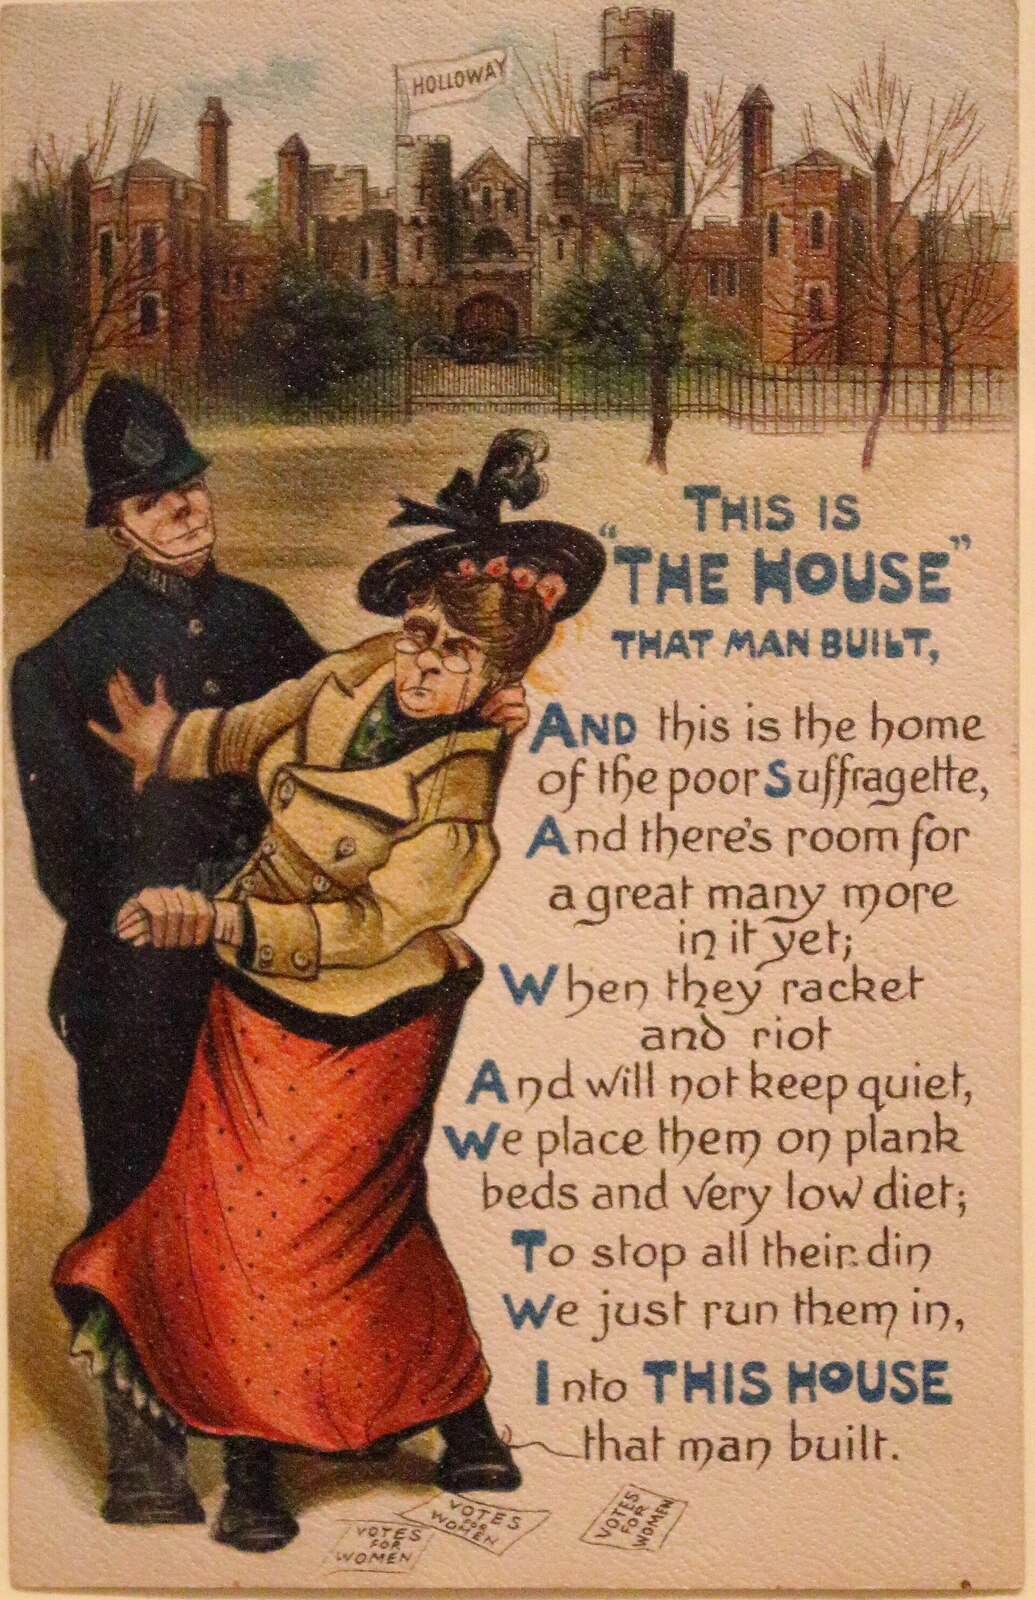 HOLLOWAY
THIS IS
"THE HOUSE"
THAT MAN BUILT,
AND this is the home
of the poor Suffragette,
And there's room for
a great many more
in it yet;
When they racket
and riot
And will not keep quiet,
We place them on plank
beds and very low diet;
To stop all their din
We just run them in,
Into THIS HOUSE
that man built.
VOTES
FOR
WOMEN
VOTES
FOR
WOMEN
VOTES
FOR
WOMEN